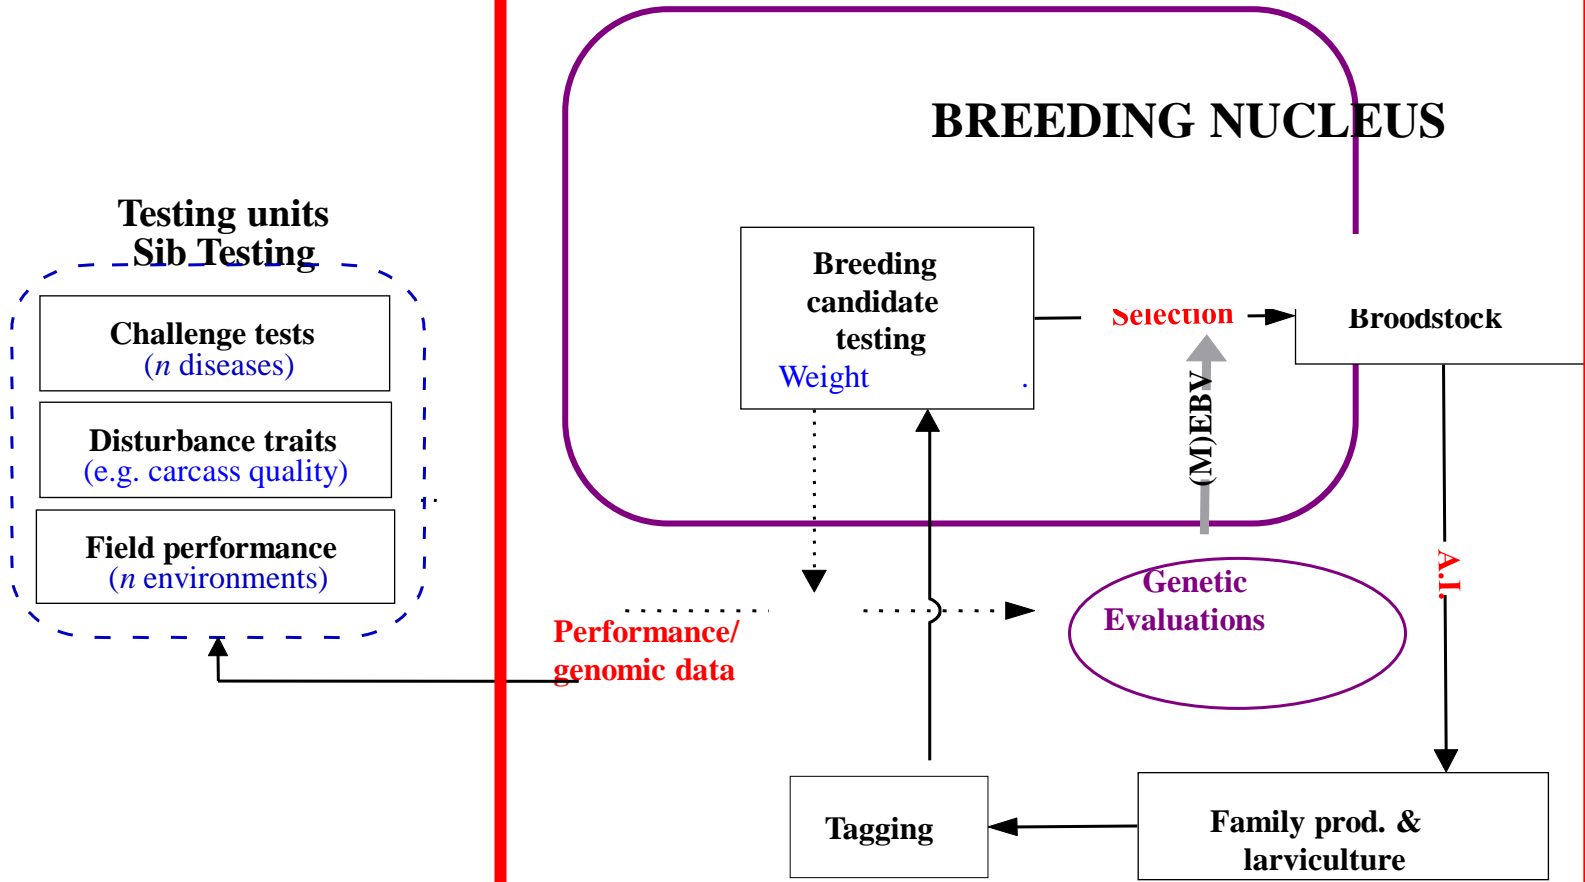 BREEDING NUCLEUS
Testing units
Sib Testing
Challenge tests
(n diseases)
Disturbance traits
(e.g. carcass quality)
Field performance
(n environments)
Breeding
candidate
testing
Weight .
Selection
Broodstock
(M)EBV
A.I.
Performance/
genomic data
Genetic
Evaluations
Tagging
Family prod. &
larviculture